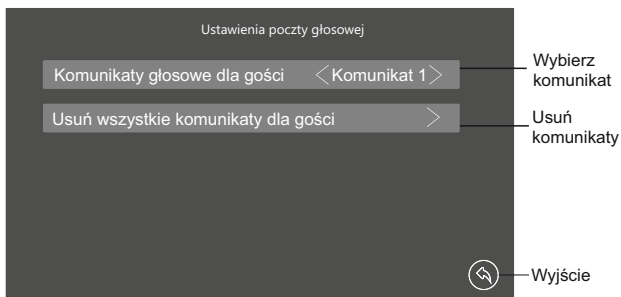 Ustawienia poczty głosowej
Komunikaty głosowe dla gości
Komunikat 1
Wybierz
komunikat
Usuń wszystkie komunikaty dla gości
Usuń
komunikaty
Wyjście